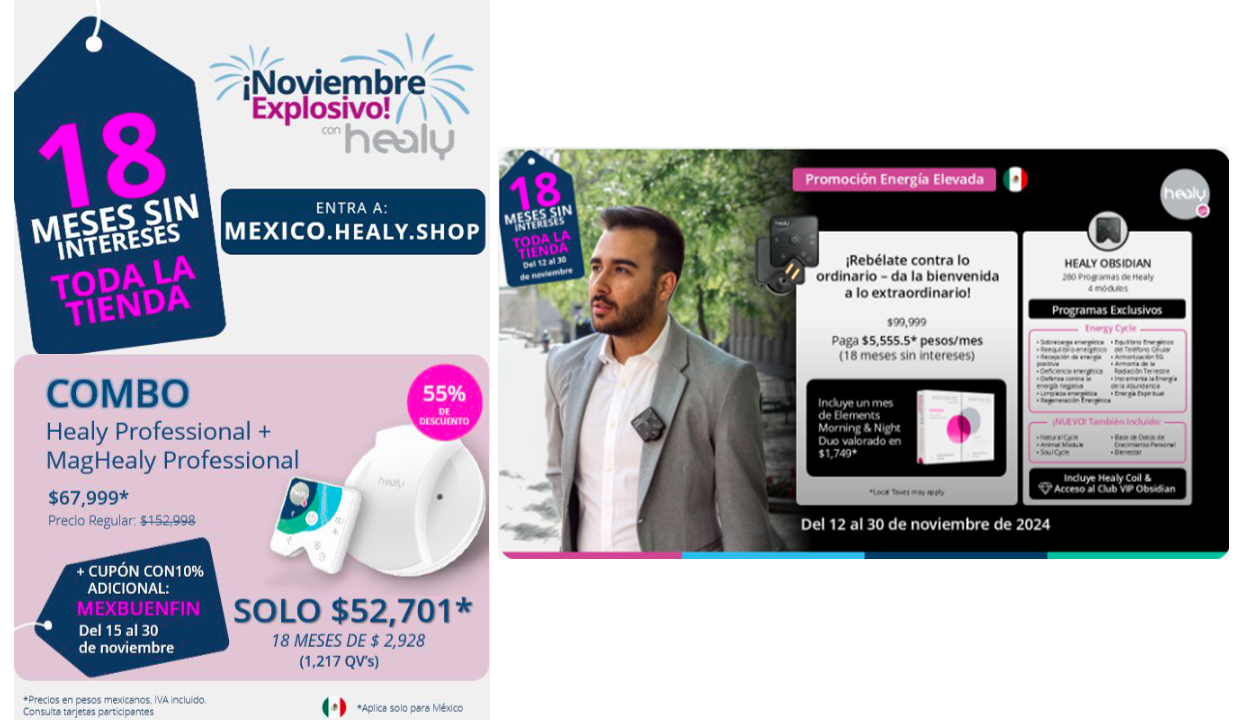 18
MESES SIN
INTERESES
TODA LA
TIENDA
¡Noviembre
Explosivo!
con healy
ENTRA A:
MEXICO.HEALY.SHOP
COMBO
Healy Professional +
MagHealy Professional
$67,999*
Precio Regular: $152,998
55%
DE
DESCUENTO
healy
+ CUPÓN CON10%
ADICIONAL:
MEXBUENFIN
Del 15 al 30
de noviembre
SOLO $52,701*
18 MESES DE $ 2,928
(1,217 QV's)
*Precios en pesos mexicanos, IVA incluido.
Consulta tarjetas participantes
*Aplica solo para México
18
MESES SIN
INTERESES
TODA LA
TIENDA
Del 12 al 30
de noviembre
Promoción Energía Elevada
healy
healy
¡Rebélate contra lo
ordinario – da la bienvenida
a lo extraordinario!
$99,999
Paga $5,555.5* pesos/mes
(18 meses sin intereses)
Incluye un mes
de Elements
Morning & Night
Duo valorado en
$1,749*
*Local Taxes may apply
HEALY OBSIDIAN
280 Programas de Healy
4 módulos
Programas Exclusivos
Energy Cycle
• Sobrecarga energética
• Reequilibrio energético
• Recepción de energía
positiva
• Deficiencia energética
• Defensa contra la
energía negativa
• Limpieza energética
• Regeneración Energética
• Equilibrio Energético
del Teléfono Celular
• Armonización 5G
• Armonía de la
Radiación Terrestre
• Incrementa la Energía
de la Abundancia
• Energía Espiritual
¡NUEVO! También Incluido:
• Natural Cycle
• Animal Module
• Soul Cycle
• Base de Datos de
Crecimiento Personal
• Bienestar
Incluye Healy Coil &
Acceso al Club VIP Obsidian
Del 12 al 30 de noviembre de 2024